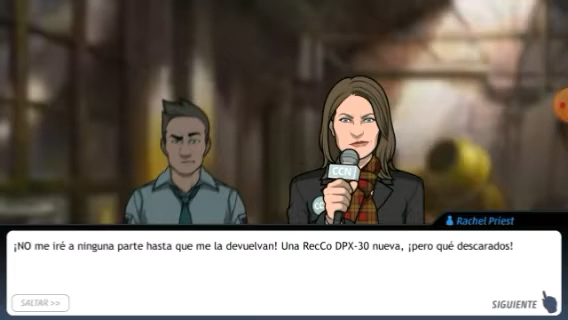 CCN
Rachel Priest
¡NO me iré a ninguna parte hasta que me la devuelvan! Una RecCo DPX-30 nueva, ¡pero qué descarados!
SALTAR >>
SIGUIENTE